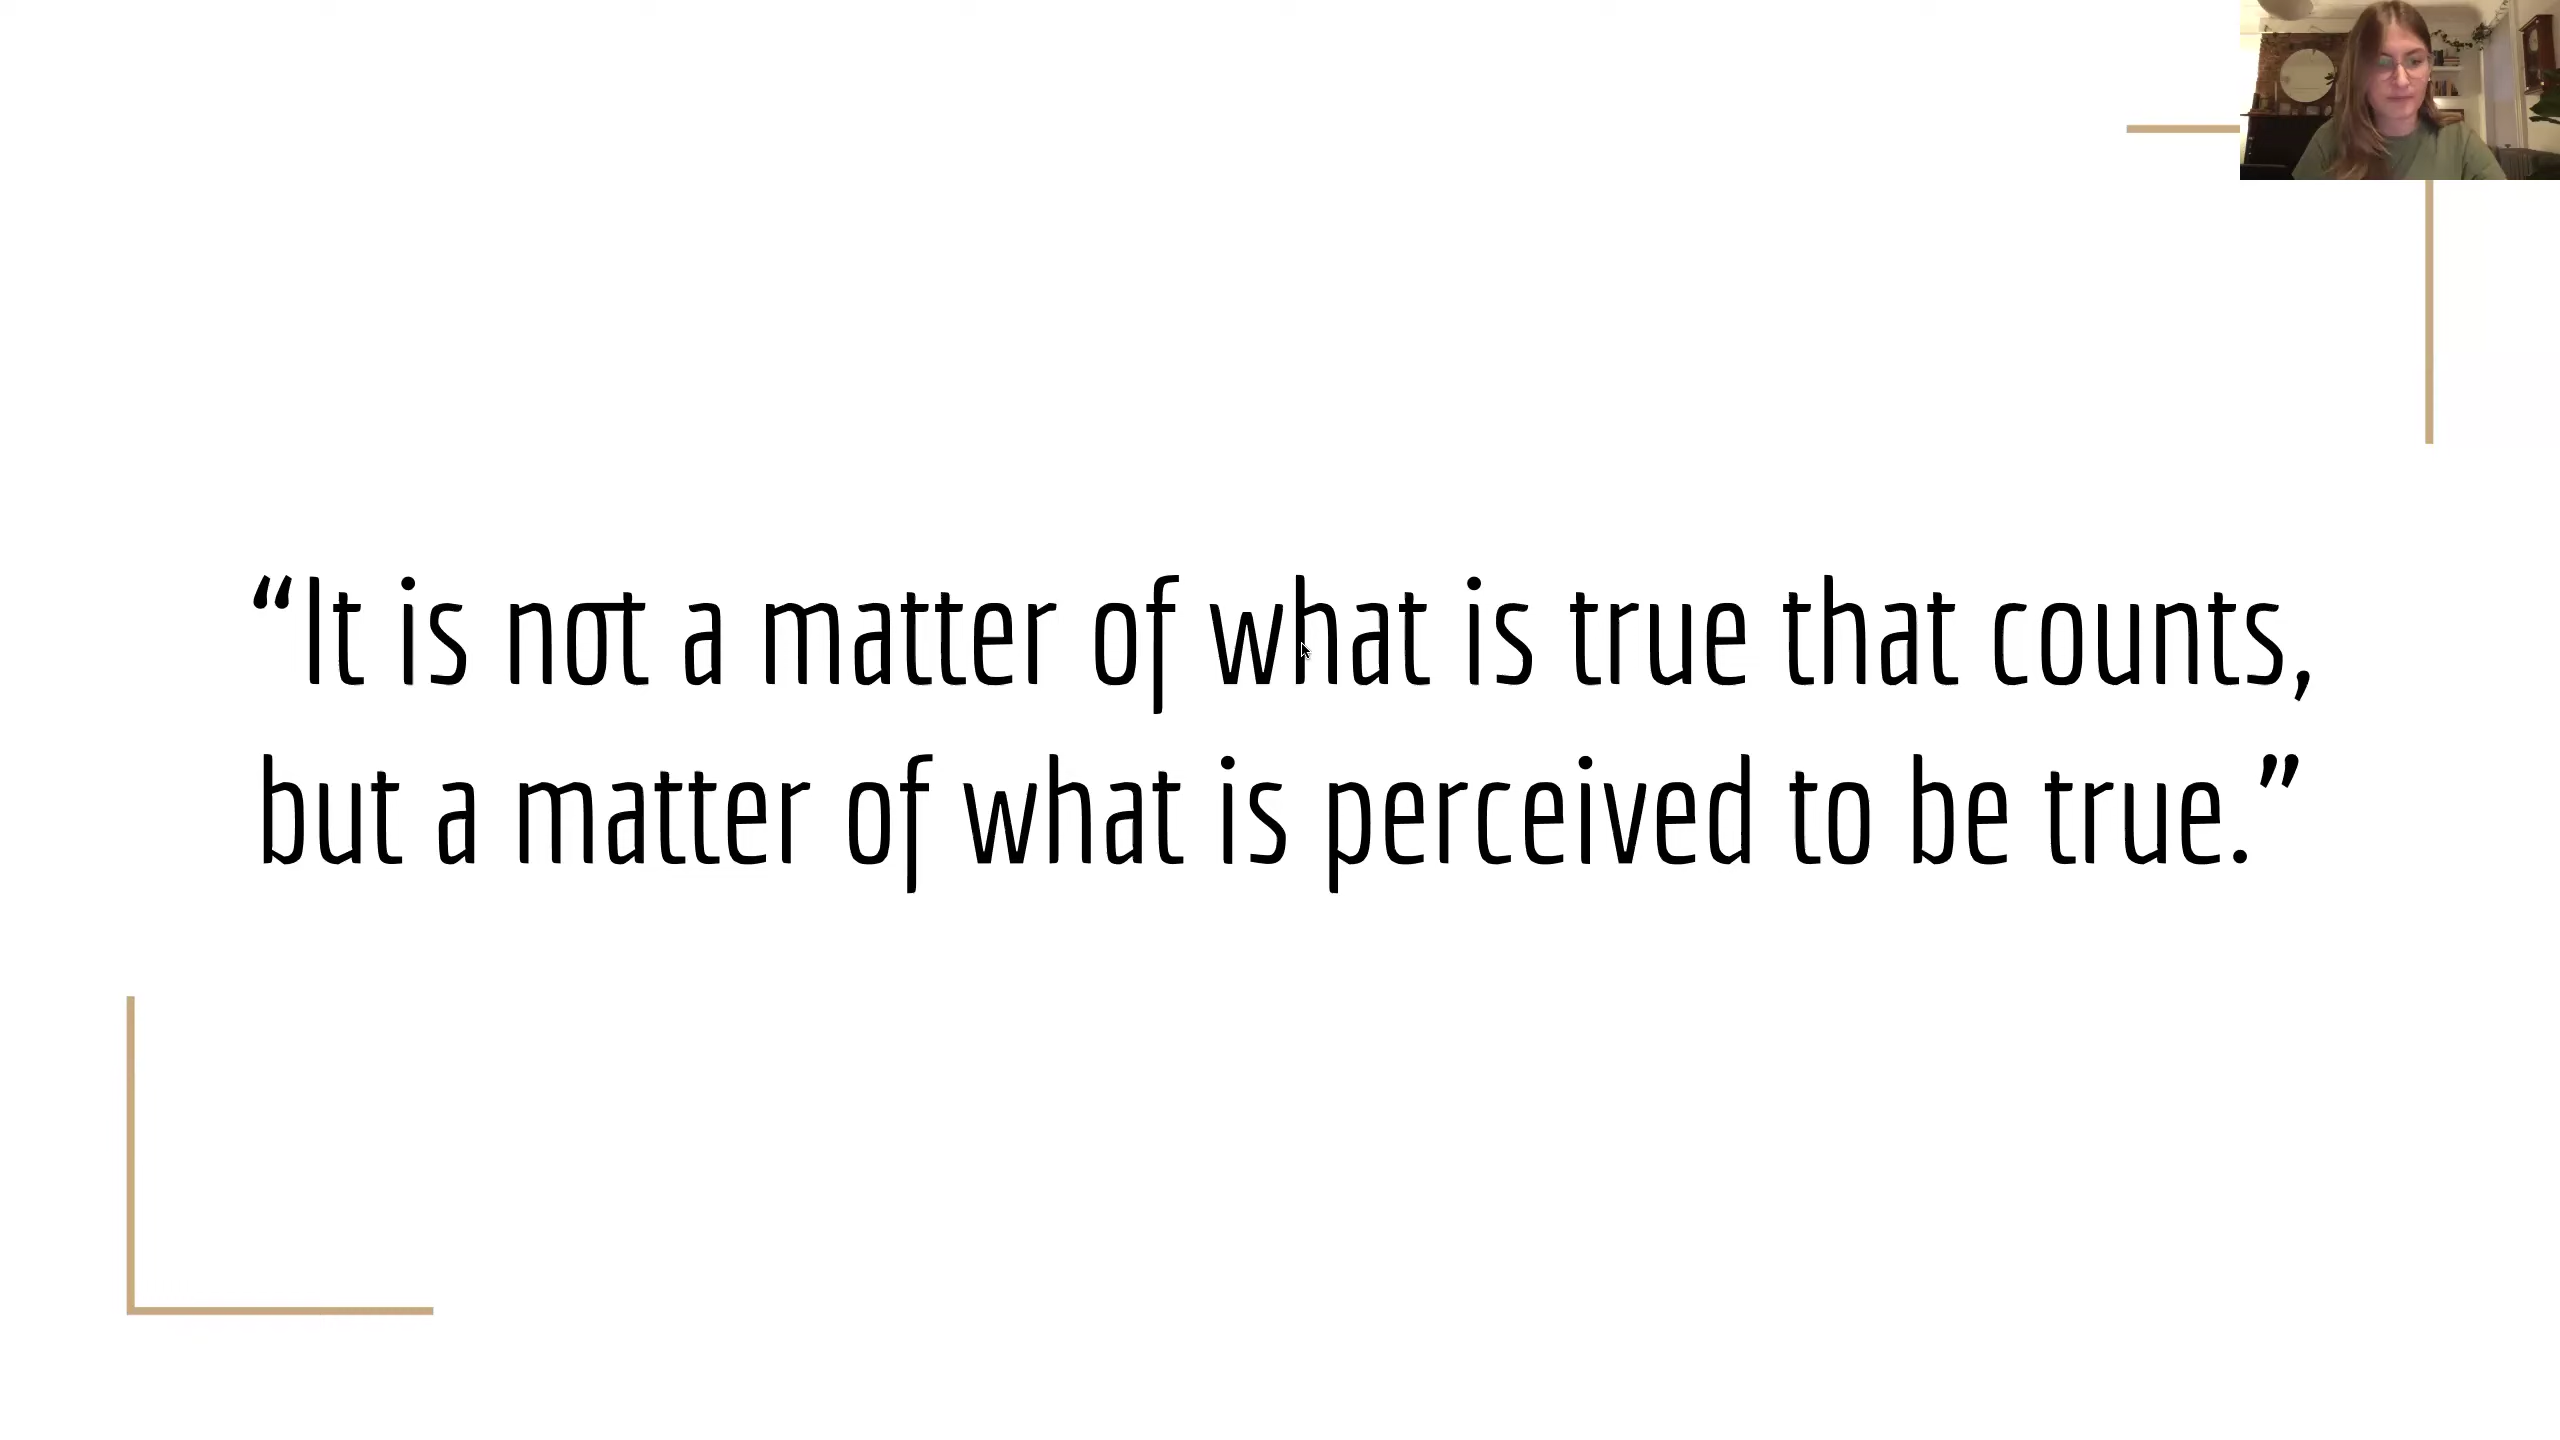 “It is not a matter of what is true that counts,
but a matter of what is perceived to be true.”